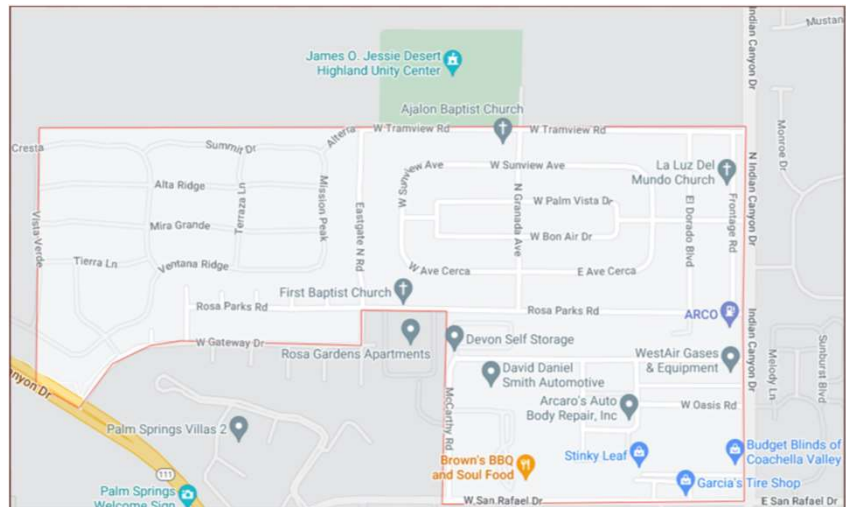 Indian Canyon Dr
Mustan
James O. Jessie Desert
Highland Unity Center
Ajalon Baptist Church
Alteria
W Tramview Rd
W Tramview Rd
Cresta
Summit Dr
W Sunview Ave
W Sunview Ave
La Luz Del
Mundo Church
Monroe Dr
N Indian Canyon Dr
Alta Ridge
Terraza Ln
Mission Peak
Eastgate N Rd
N Granada Ave
W Palm Vista Dr
El Dorado Blvd
Frontage Rd
Vista Verde
Mira Grande
W Bon Air Dr
Tierra Ln
Ventana Ridge
W Ave Cerca
E Ave Cerca
First Baptist Church
Rosa Parks Rd
Rosa Parks Rd
ARCO
Indian Canyon Dr
W Gateway Dr
Rosa Gardens Apartments
Devon Self Storage
WestAir Gases
& Equipment
Melody Ln
Sunburst Blvd
David Daniel
Smith Automotive
anyon Dr
McCarthy Rd
Arcaro's Auto
Body Repair, Inc
W Oasis Rd
Palm Springs Villas 2
Brown's BBQ
and Soul Food
Stinky Leaf
Budget Blinds of
Coachella Valley
111
Garcia's Tire Shop
Palm Springs
Welcome Sign
W San Rafael Dr
E San Rafael Dr